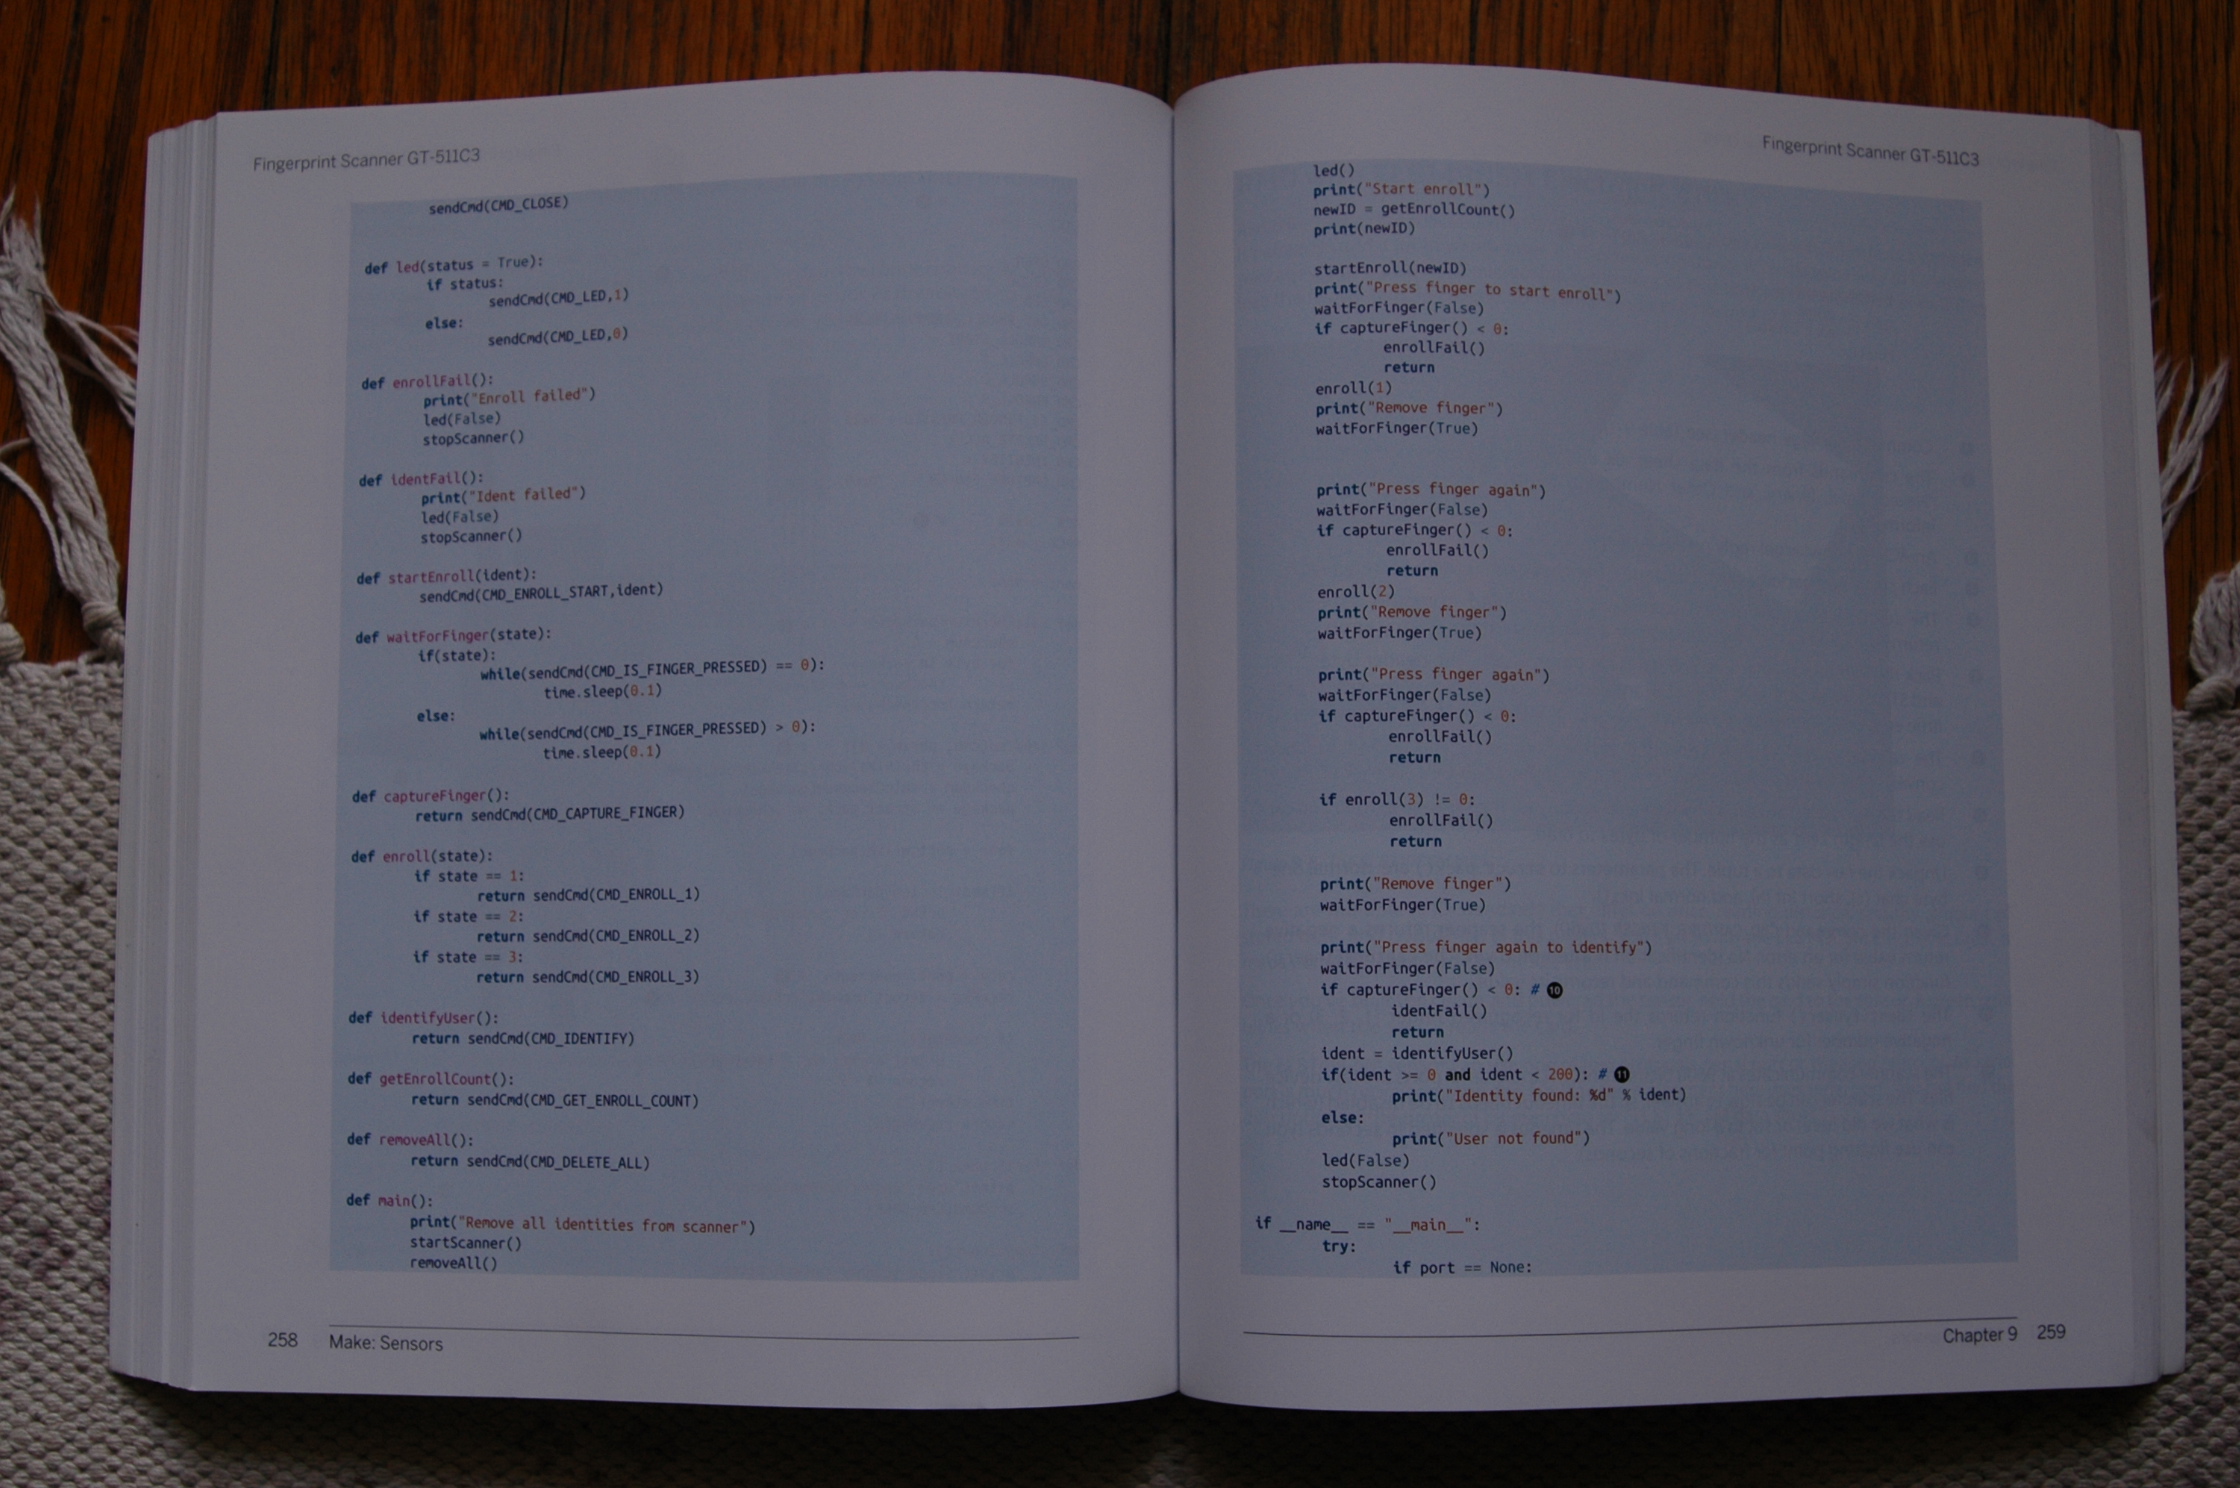 Fingerprint Scanner GT-511C3
sendCmd(CMD_CLOSE)
def led(status = True):
if status:
sendCmd(CMD_LED,1)
else:
sendCmd(CMD_LED,0)
def enrollFail():
print("Enroll failed")
led(False)
stopScanner()
def identFail():
print("Ident failed")
led(False)
stopScanner()
def startEnroll(ident):
sendCmd(CMD_ENROLL_START,ident)
def waitForFinger(state):
if(state):
while(sendCmd(CMD_IS_FINGER_PRESSED) == 0):
time.sleep(0.1)
else:
while(sendCmd(CMD_IS_FINGER_PRESSED) > 0):
time.sleep(0.1)
def captureFinger():
return sendCmd(CMD_CAPTURE_FINGER)
def enroll(state):
if state == 1:
return sendCmd(CMD_ENROLL_1)
if state == 2:
return sendCmd(CMD_ENROLL_2)
if state == 3:
return sendCmd(CMD_ENROLL_3)
def identifyUser():
return sendCmd(CMD_IDENTIFY)
def getEnrollCount():
return sendCmd(CMD_GET_ENROLL_COUNT)
def removeAll():
return sendCmd(CMD_DELETE_ALL)
def main():
print("Remove all identities from scanner")
startScanner()
removeAll()
258 Make: Sensors
Fingerprint Scanner GT-511C3
led()
print("Start enroll")
newID = getEnrollCount()
print(newID)
startEnroll(newID)
print("Press finger to start enroll")
waitForFinger(False)
if captureFinger() < 0:
enrollFail()
return
enroll(1)
print("Remove finger")
waitForFinger(True)
print("Press finger again")
waitForFinger(False)
if captureFinger() < 0:
enrollFail()
return
enroll(2)
print("Remove finger")
waitForFinger(True)
print("Press finger again")
waitForFinger(False)
if captureFinger() < 0:
enrollFail()
return
if enroll(3) != 0:
enrollFail()
return
print("Remove finger")
waitForFinger(True)
print("Press finger again to identify")
waitForFinger(False)
if captureFinger() < 0: # 10
identFail()
return
ident = identifyUser()
if(ident >= 0 and ident < 200): # 11
print("Identity found: %d" % ident)
else:
print("User not found")
led(False)
stopScanner()
if __name__ == "__main__":
try:
if port == None:
Chapter 9 259